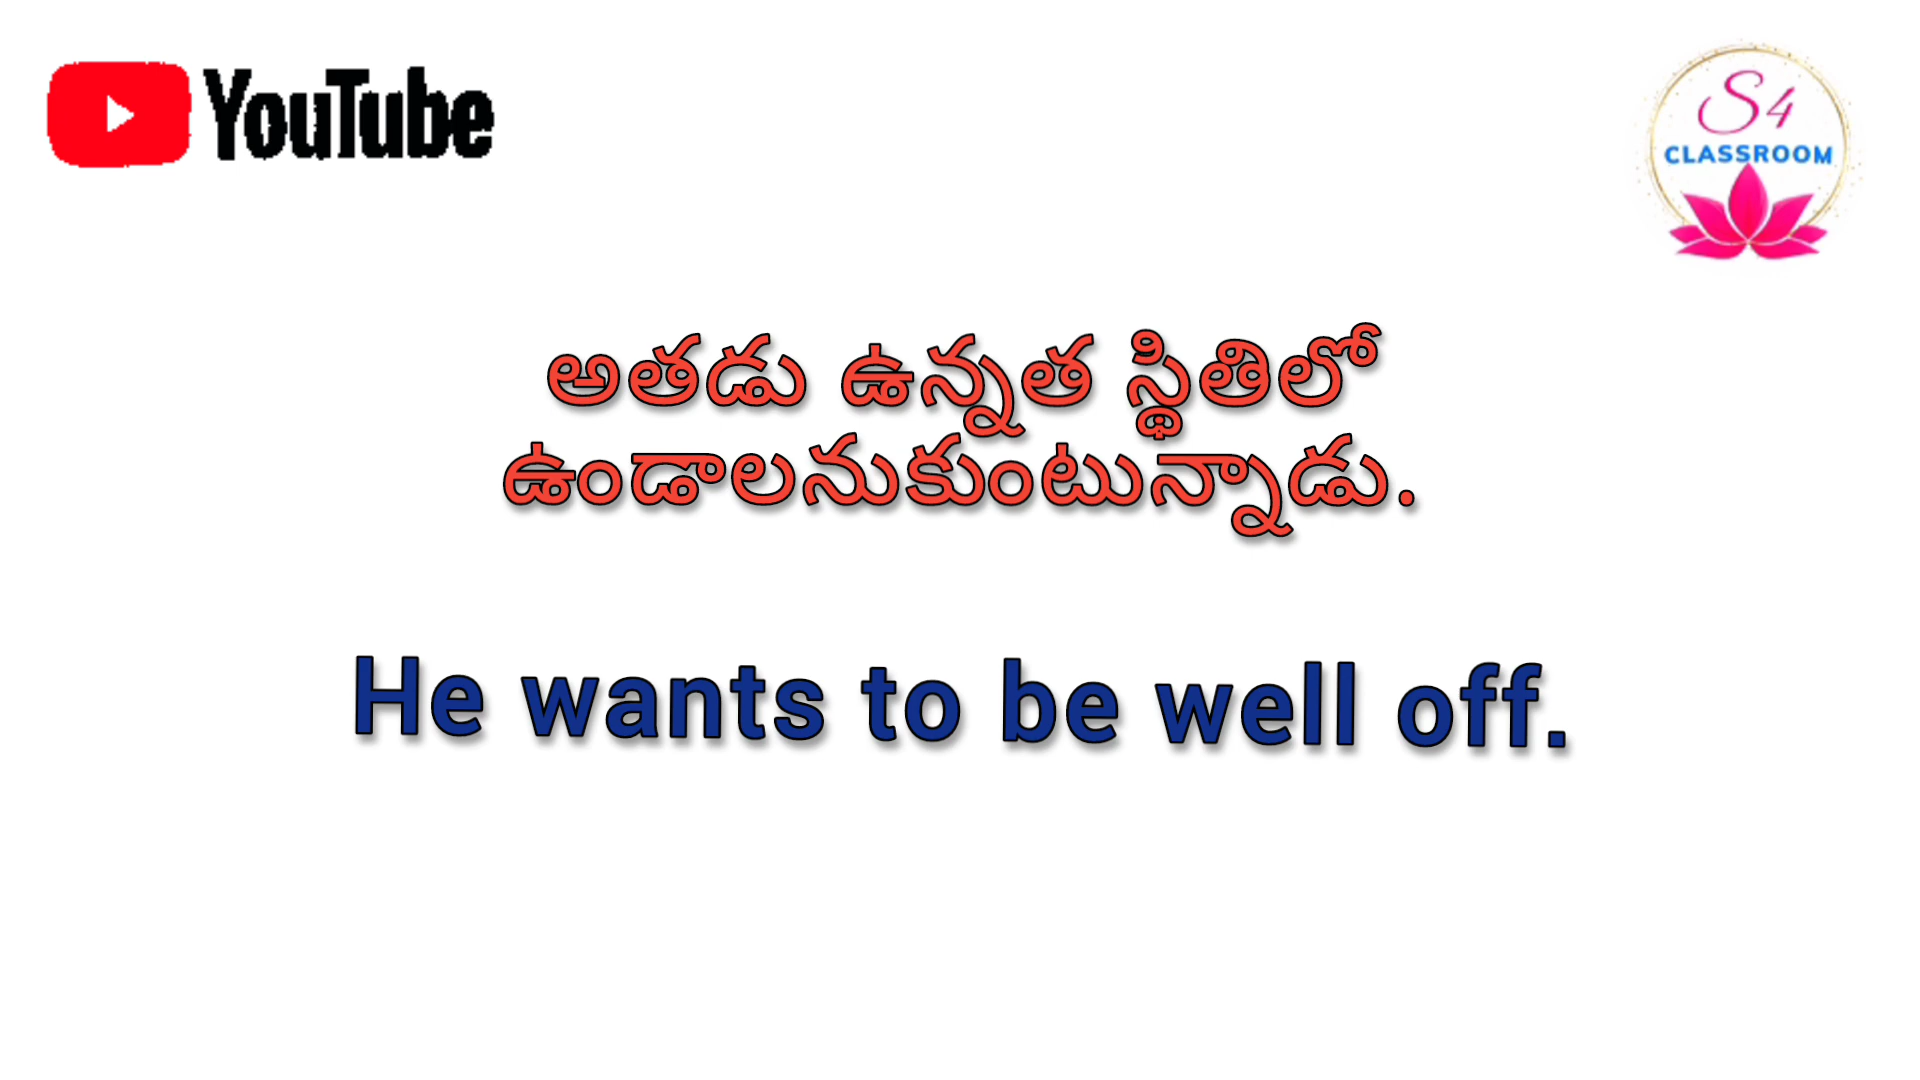 YouTube
S4
CLASSROOM
అతడు ఉన్నత స్థితిలో
ఉండాలనుకుంటున్నాడు.
He wants to be well off.